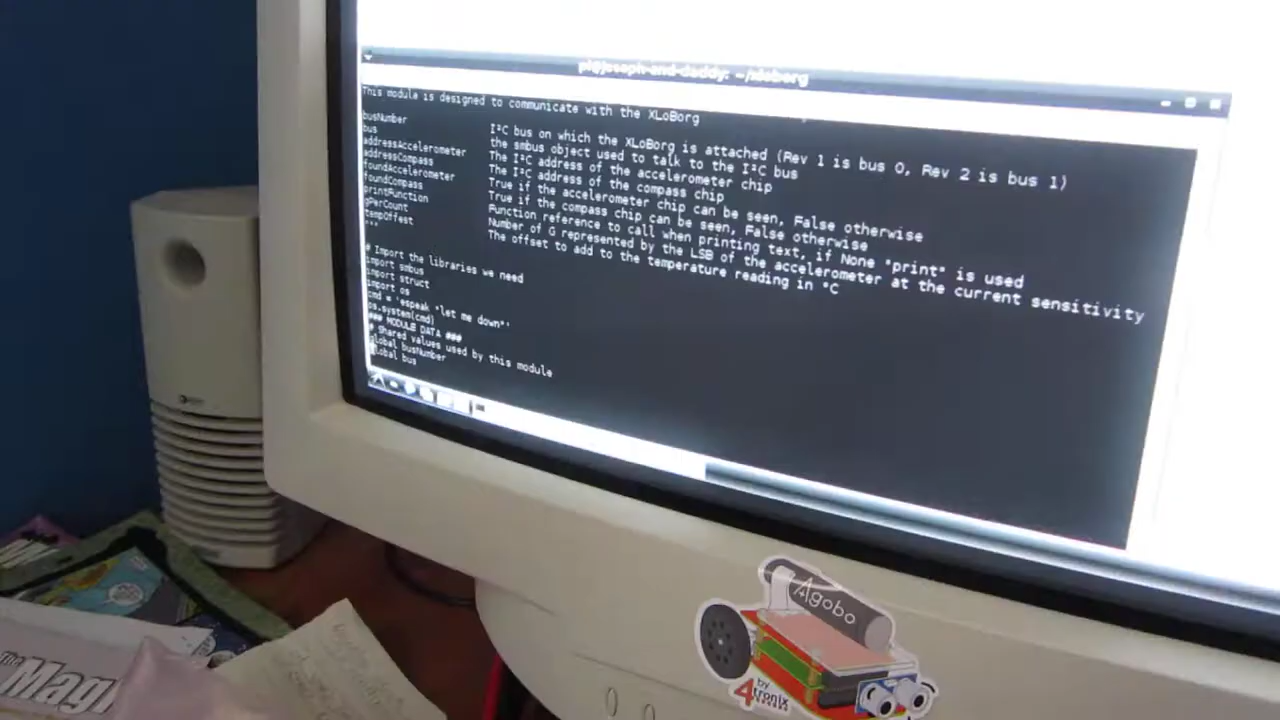 pi@joseph-and-daddy: ~/xloborg
This module is designed to communicate with the XLoBorg
busNumber I²C bus on which the XLoBorg is attached (Rev 1 is bus 0, Rev 2 is bus 1)
bus the smbus object used to talk to the I²C bus
addressAccelerometer The I²C address of the accelerometer chip
addressCompass The I²C address of the compass chip
foundAccelerometer True if the accelerometer chip can be seen, False otherwise
foundCompass True if the compass chip can be seen, False otherwise
printFunction Function reference to call when printing text, if None "print" is used
gPerCount Number of G represented by the LSB of the accelerometer at the current sensitivity
tempOffset The offset to add to the temperature reading in °C
"""
# Import the libraries we need
import smbus
import struct
import os
cmd = 'espeak "let me down"'
os.system(cmd)
### MODULE DATA ###
# Shared values used by this module
global busNumber
global bus
Agobo
by
4tronix
The
Mag